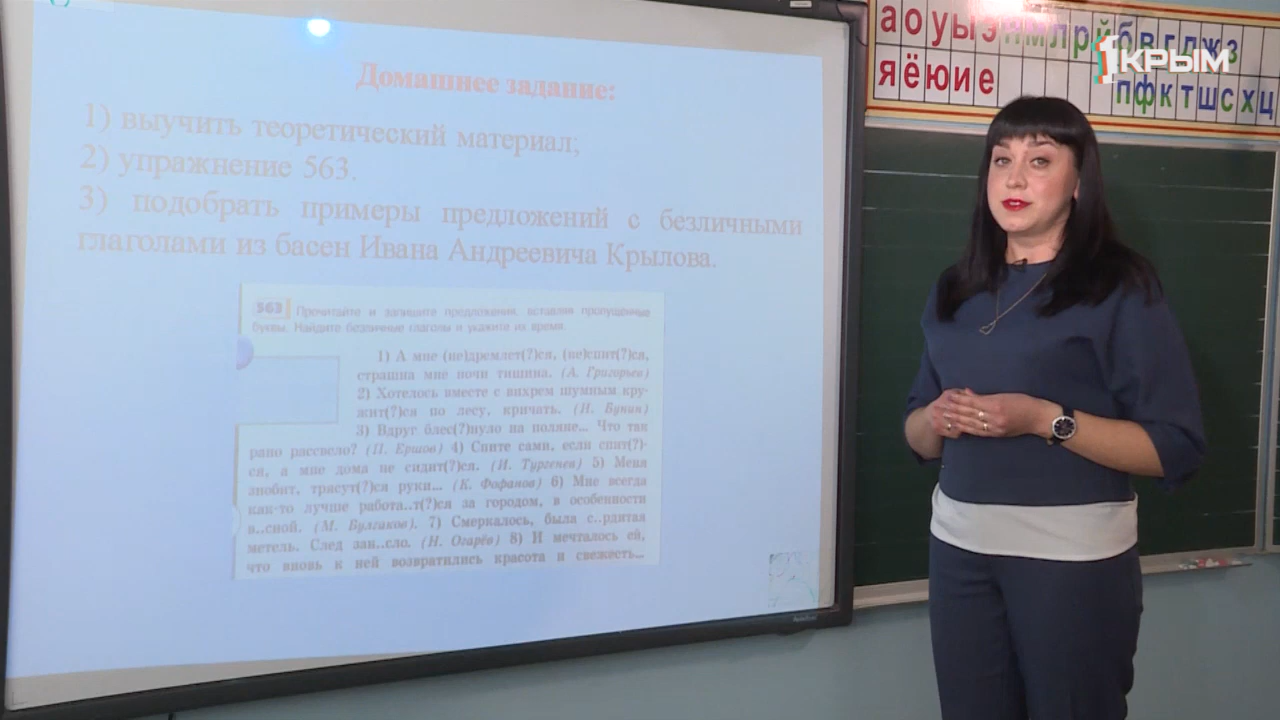 Домашнее задание:
1) выучить теоретический материал;
2) упражнение 563.
3) подобрать примеры предложений с безличными
глаголами из басен Ивана Андреевича Крылова.
563 Прочитайте и запишите предложения, вставляя пропущенные
буквы. Найдите безличные глаголы и укажите их время.
1) А мне (не)дремлет(?)ся, (не)спит(?)ся,
страшна мне ночи тишина. (А. Григорьев)
2) Хотелось вместе с вихрем шумным кру-
жит(?)ся по лесу, кричать. (И. Бунин)
3) Вдруг блес(?)нуло на поляне... Что так
рано рассвело? (П. Ершов) 4) Спите сами, если спит(?)-
ся, а мне дома не сидит(?)ся. (И. Тургенев) 5) Меня
знобит, трясут(?)ся руки... (К. Фофанов) 6) Мне всегда
как-то лучше работа..т(?)ся за городом, в особенности
в..сной. (М. Булгаков). 7) Смеркалось, была с..рдитая
метель. След зан..сло. (Н. Огарёв) 8) И мечталось ей,
что вновь к ней возвратились красота и свежесть...
а о у ы э н м л р й б в г д ж з
я ё ю и е
п ф к т ш с х ц
1 КРЫМ